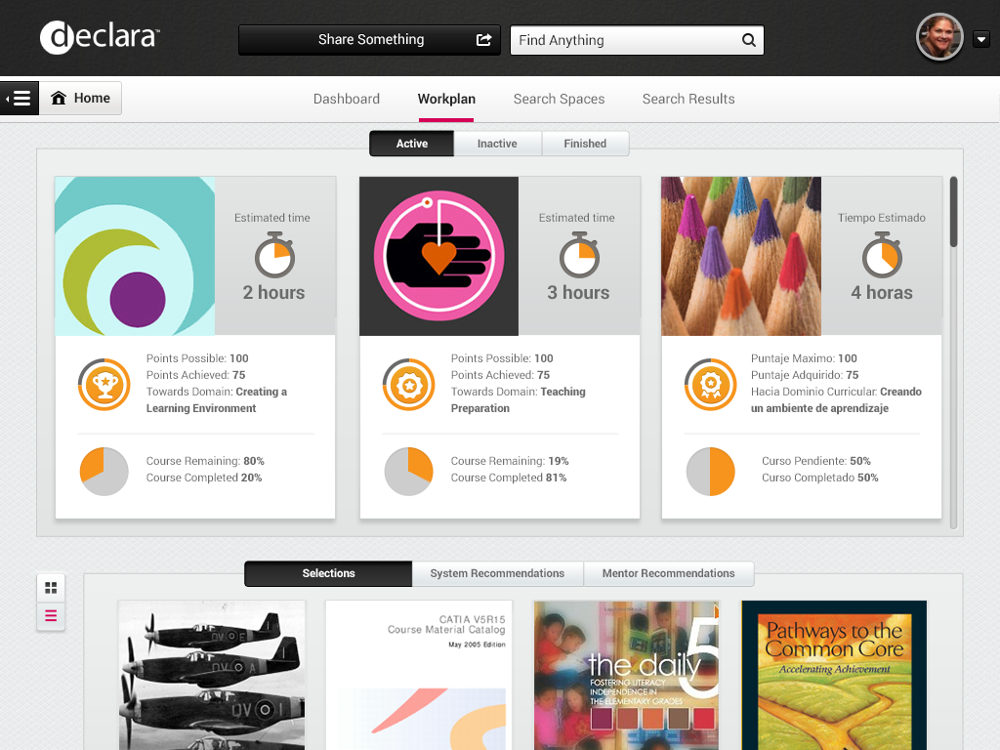 declara™
Share Something
Find Anything
Home
Dashboard
Workplan
Search Spaces
Search Results
Active
Inactive
Finished
Estimated time
2 hours
Points Possible: 100
Points Achieved: 75
Towards Domain: Creating a
Learning Environment
Course Remaining: 80%
Course Completed 20%
Estimated time
3 hours
Points Possible: 100
Points Achieved: 75
Towards Domain: Teaching
Preparation
Course Remaining: 19%
Course Completed 81%
Tiempo Estimado
4 horas
Puntaje Maximo: 100
Puntaje Adquirido: 75
Hacia Dominio Curricular: Creando
un ambiente de aprendizaje
Curso Pendiente: 50%
Curso Completado 50%
Selections
System Recommendations
Mentor Recommendations
QV E
QV A
QV I
CATIA V5R15
Course Material Catalog
May 2005 Edition
the daily 5
FOSTERING LITERACY
INDEPENDENCE IN
THE ELEMENTARY GRADES
Pathways to the
Common Core
Accelerating Achievement